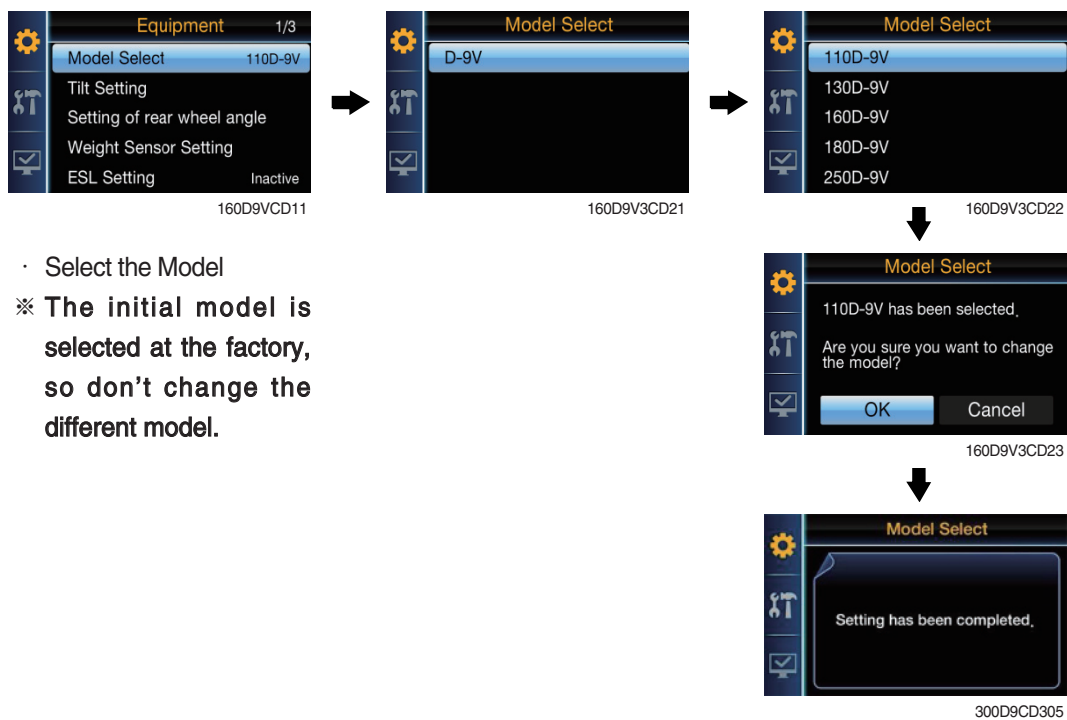 Equipment 1/3
Model Select 110D-9V
Tilt Setting
Setting of rear wheel angle
Weight Sensor Setting
ESL Setting Inactive
160D9VCD11
Model Select
D-9V
160D9V3CD21
Model Select
110D-9V
130D-9V
160D-9V
180D-9V
250D-9V
160D9V3CD22
· Select the Model
※ The initial model is
selected at the factory,
so don't change the
different model.
Model Select
110D-9V has been selected.
Are you sure you want to change
the model?
OK Cancel
160D9V3CD23
Model Select
Setting has been completed.
300D9CD305